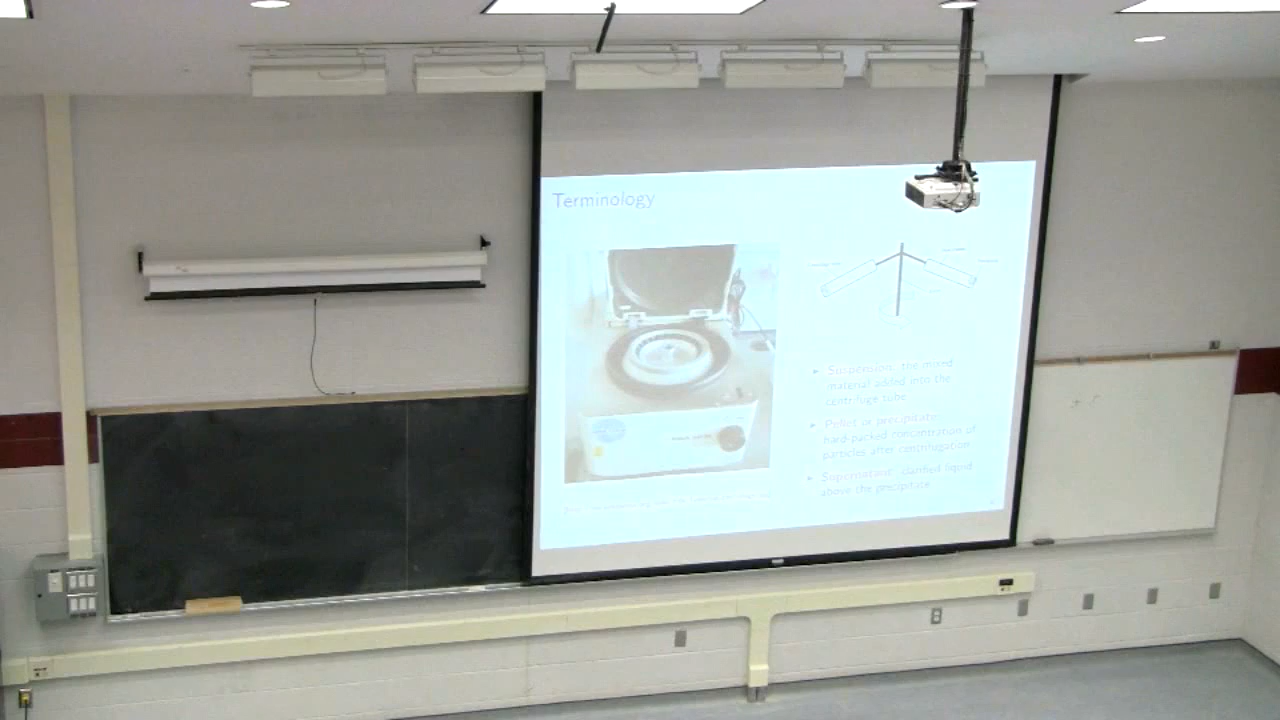 Terminology
▸ Suspension: the mixed
material added into the
centrifuge tube
▸ Pellet or precipitate:
hard-packed concentration of
particles after centrifugation
▸ Supernatant: clarified liquid
above the precipitate